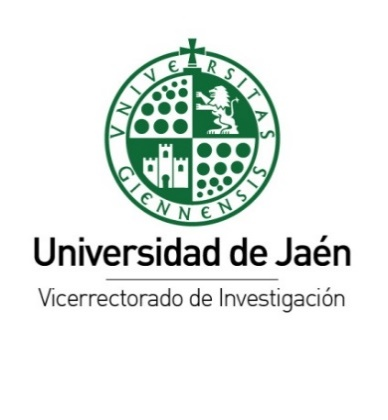 VNIVERSITAS
GIENNENSIS
Universidad de Jaén
Vicerrectorado de Investigación